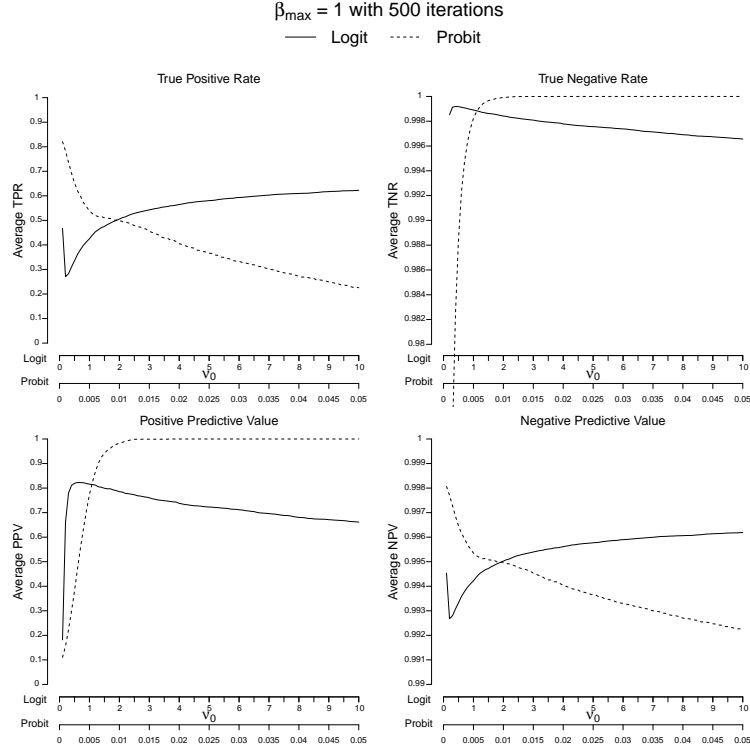 βmax = 1 with 500 iterations
Logit Probit
True Positive Rate
Average TPR
1
0.9
0.8
0.7
0.6
0.5
0.4
0.3
0.2
0.1
0
Logit 0 1 2 3 4 5 6 7 8 9 10
ν0
Probit 0 0.005 0.01 0.015 0.02 0.025 0.03 0.035 0.04 0.045 0.05
True Negative Rate
Average TNR
1
0.998
0.996
0.994
0.992
0.99
0.988
0.986
0.984
0.982
0.98
Logit 0 1 2 3 4 5 6 7 8 9 10
ν0
Probit 0 0.005 0.01 0.015 0.02 0.025 0.03 0.035 0.04 0.045 0.05
Positive Predictive Value
Average PPV
1
0.9
0.8
0.7
0.6
0.5
0.4
0.3
0.2
0.1
0
Logit 0 1 2 3 4 5 6 7 8 9 10
ν0
Probit 0 0.005 0.01 0.015 0.02 0.025 0.03 0.035 0.04 0.045 0.05
Negative Predictive Value
Average NPV
1
0.999
0.998
0.997
0.996
0.995
0.994
0.993
0.992
0.991
0.99
Logit 0 1 2 3 4 5 6 7 8 9 10
ν0
Probit 0 0.005 0.01 0.015 0.02 0.025 0.03 0.035 0.04 0.045 0.05